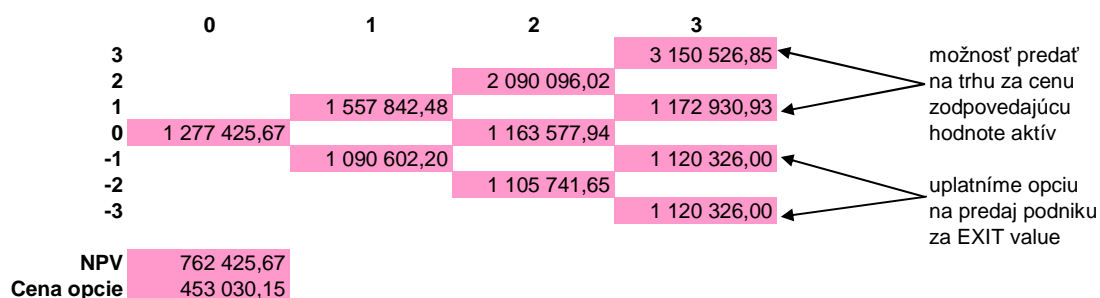 0 1 2 3
3 3 150 526,85 možnosť predať
2 2 090 096,02 na trhu za cenu
1 1 557 842,48 1 172 930,93 zodpovedajúcu
0 1 277 425,67 1 163 577,94 hodnote aktív
-1 1 090 602,20 1 120 326,00
-2 1 105 741,65 uplatníme opciu
-3 1 120 326,00 na predaj podniku
za EXIT value
NPV 762 425,67
Cena opcie 453 030,15